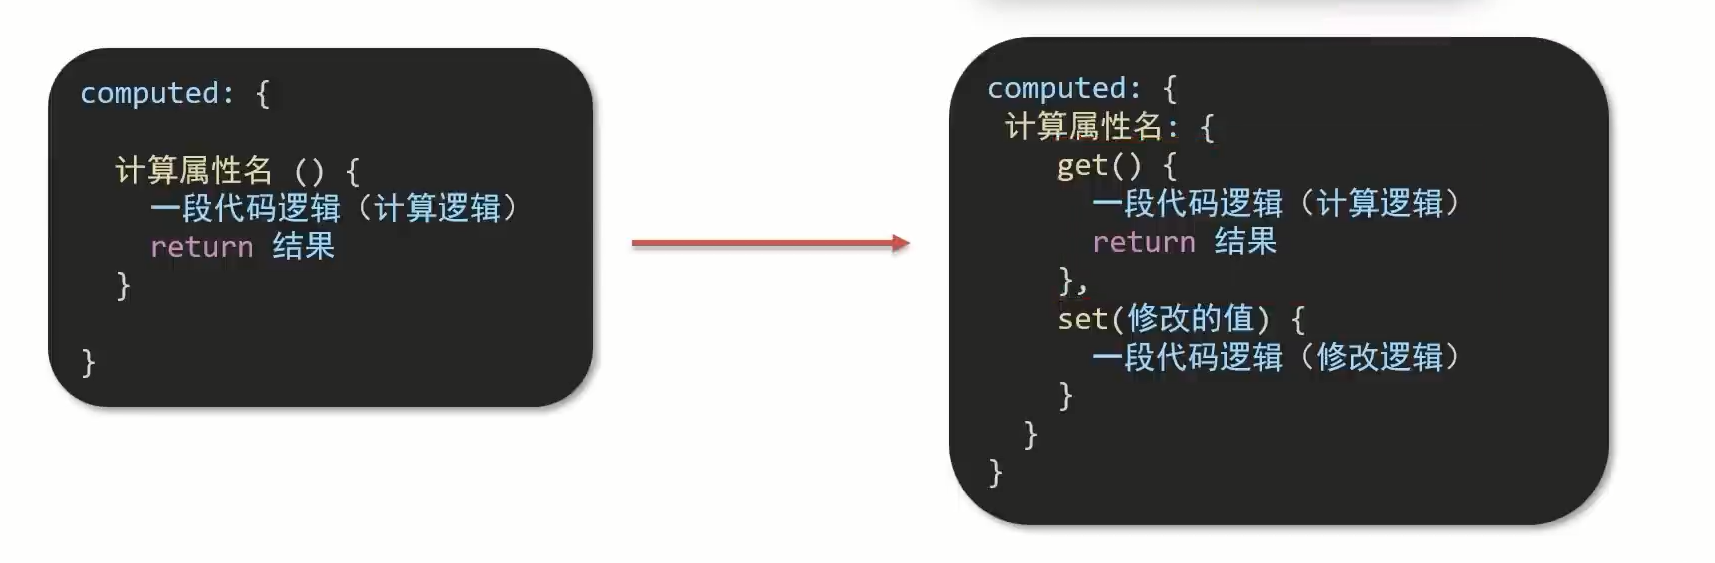 computed: {
计算属性名 () {
一段代码逻辑（计算逻辑）
return 结果
}
}
computed: {
计算属性名: {
get() {
一段代码逻辑（计算逻辑）
return 结果
},
set(修改的值) {
一段代码逻辑（修改逻辑）
}
}
}